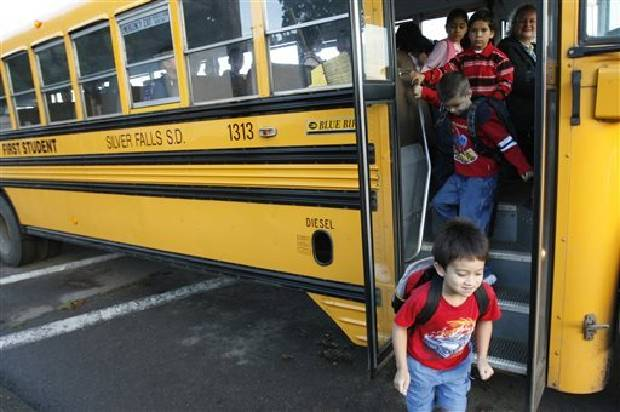 FIRST STUDENT
SILVER FALLS S.D.
1313
BLUE BIRD
DIESEL